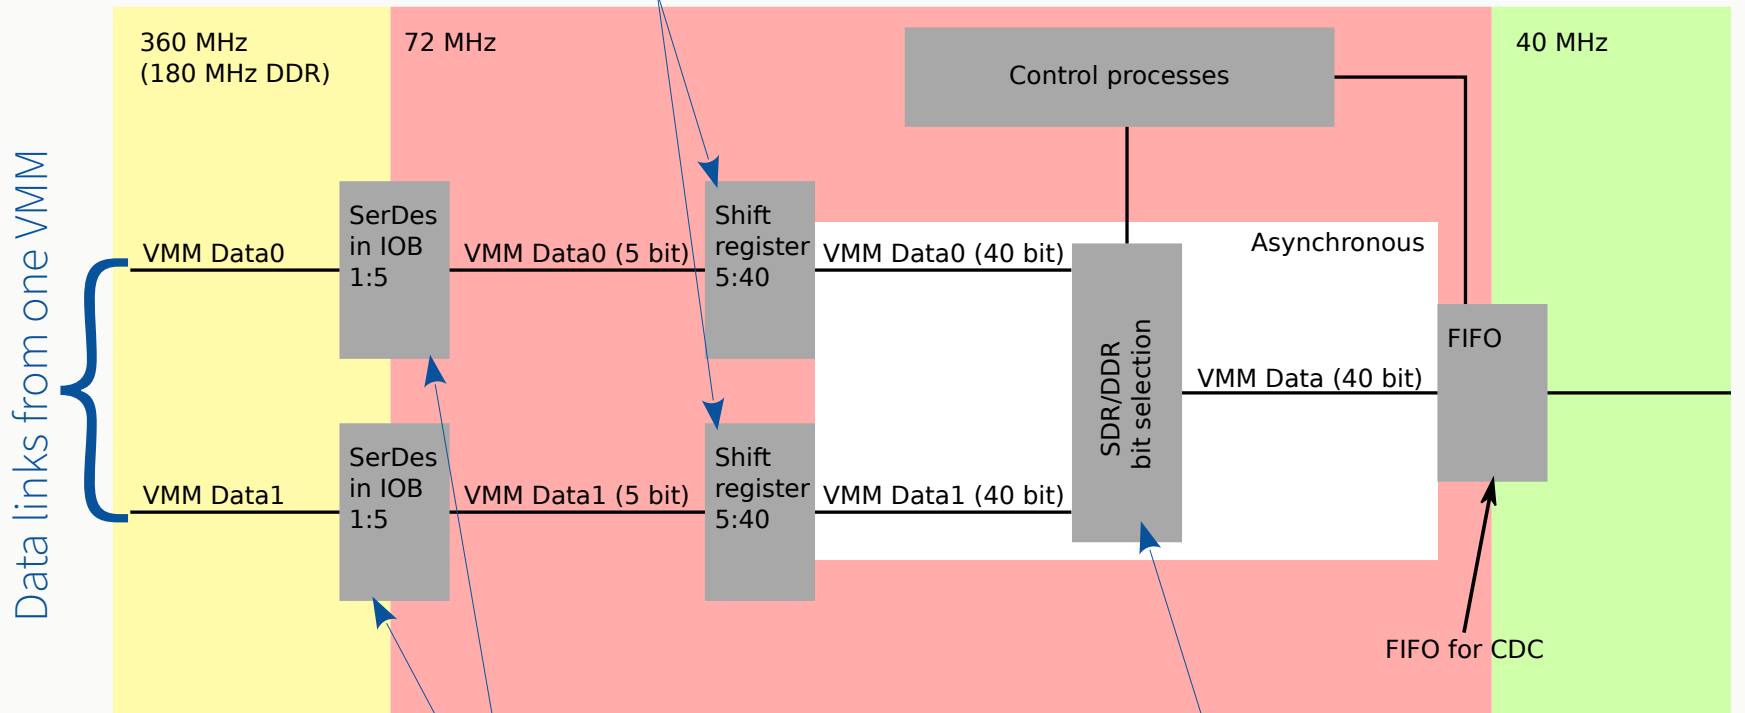 360 MHz
(180 MHz DDR)
72 MHz
40 MHz
Control processes
Data links from one VMM
VMM Data0
SerDes
in IOB
1:5
VMM Data0 (5 bit)
Shift
register
5:40
VMM Data0 (40 bit)
Asynchronous
SDR/DDR
bit selection
VMM Data (40 bit)
FIFO
VMM Data1
SerDes
in IOB
1:5
VMM Data1 (5 bit)
Shift
register
5:40
VMM Data1 (40 bit)
FIFO for CDC